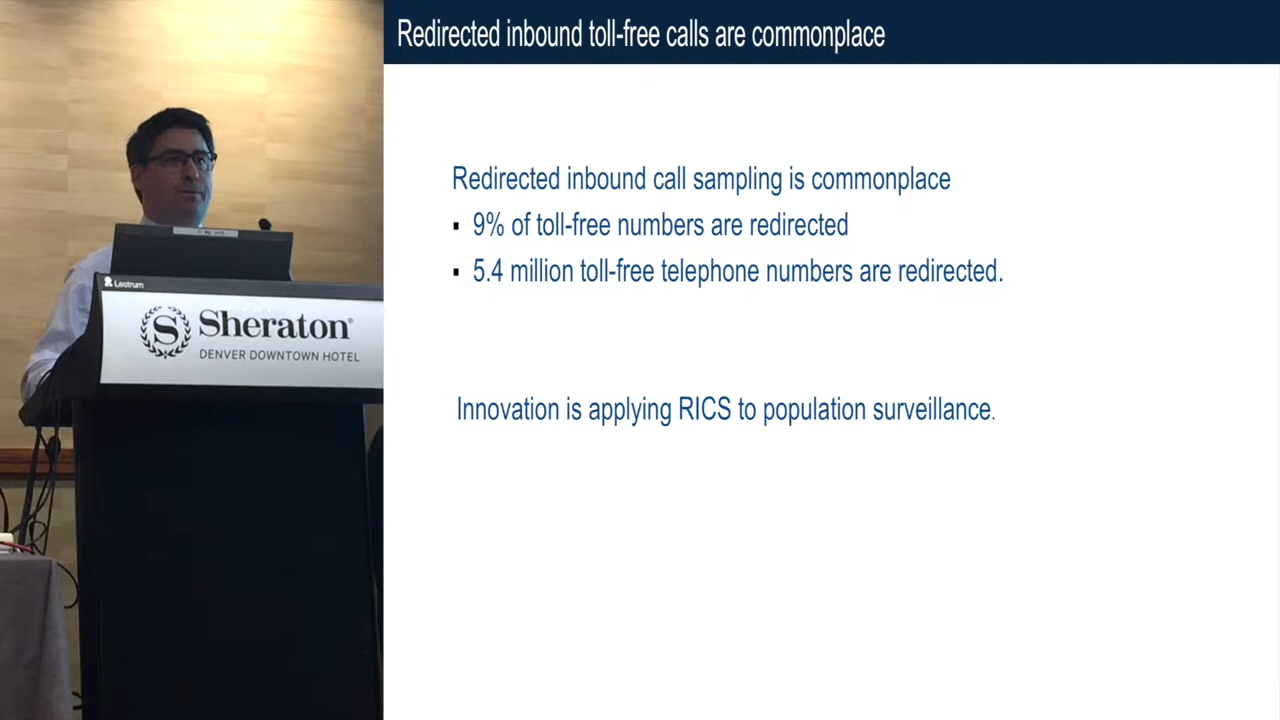 Redirected inbound toll-free calls are commonplace
Redirected inbound call sampling is commonplace
▪ 9% of toll-free numbers are redirected
▪ 5.4 million toll-free telephone numbers are redirected.
Innovation is applying RICS to population surveillance.
Lectrum
S Sheraton®
DENVER DOWNTOWN HOTEL